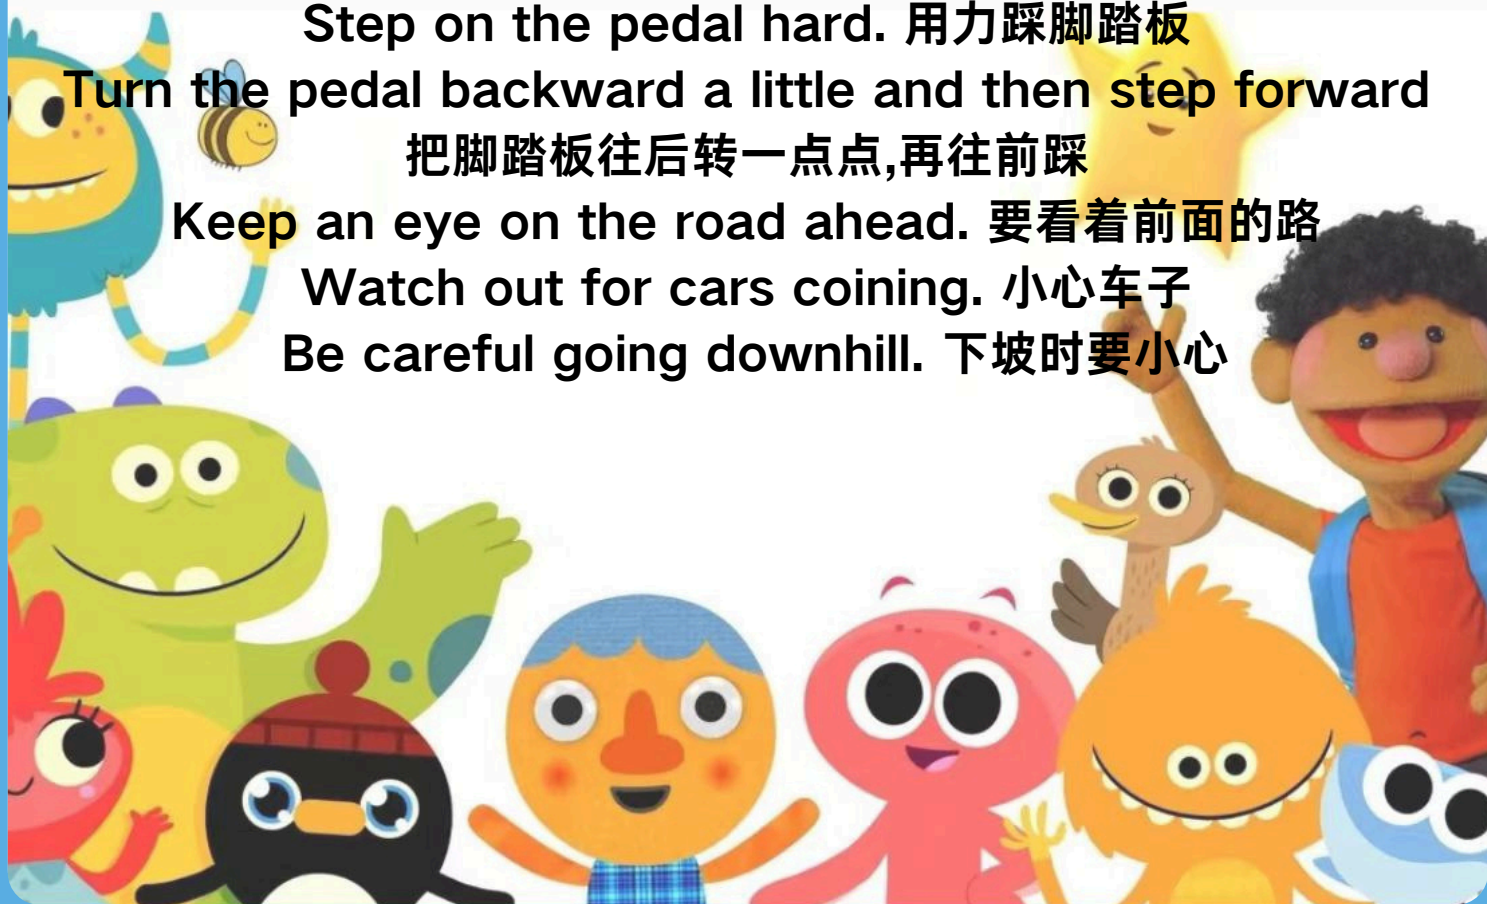 Step on the pedal hard. 用力踩脚踏板
Turn the pedal backward a little and then step forward
把脚踏板往后转一点点,再往前踩
Keep an eye on the road ahead. 要看着前面的路
Watch out for cars coining. 小心车子
Be careful going downhill. 下坡时要小心